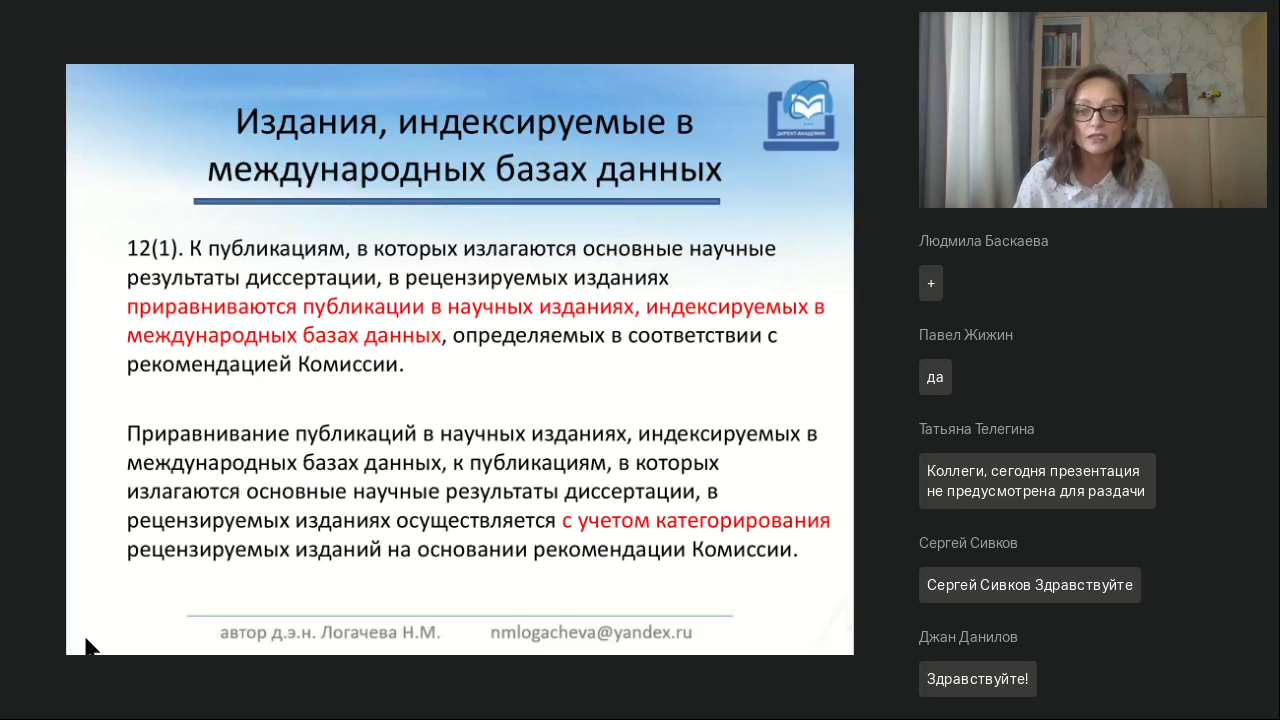 Издания, индексируемые в
международных базах данных
ДИРЕКТ-АКАДЕМИЯ
12(1). К публикациям, в которых излагаются основные научные
результаты диссертации, в рецензируемых изданиях
приравниваются публикации в научных изданиях, индексируемых в
международных базах данных, определяемых в соответствии с
рекомендацией Комиссии.
Приравнивание публикаций в научных изданиях, индексируемых в
международных базах данных, к публикациям, в которых
излагаются основные научные результаты диссертации, в
рецензируемых изданиях осуществляется с учетом категорирования
рецензируемых изданий на основании рекомендации Комиссии.
автор д.э.н. Логачева Н.М. nmlogacheva@yandex.ru
Людмила Баскаева
+
Павел Жижин
да
Татьяна Телегина
Коллеги, сегодня презентация
не предусмотрена для раздачи
Сергей Сивков
Сергей Сивков Здравствуйте
Джан Данилов
Здравствуйте!